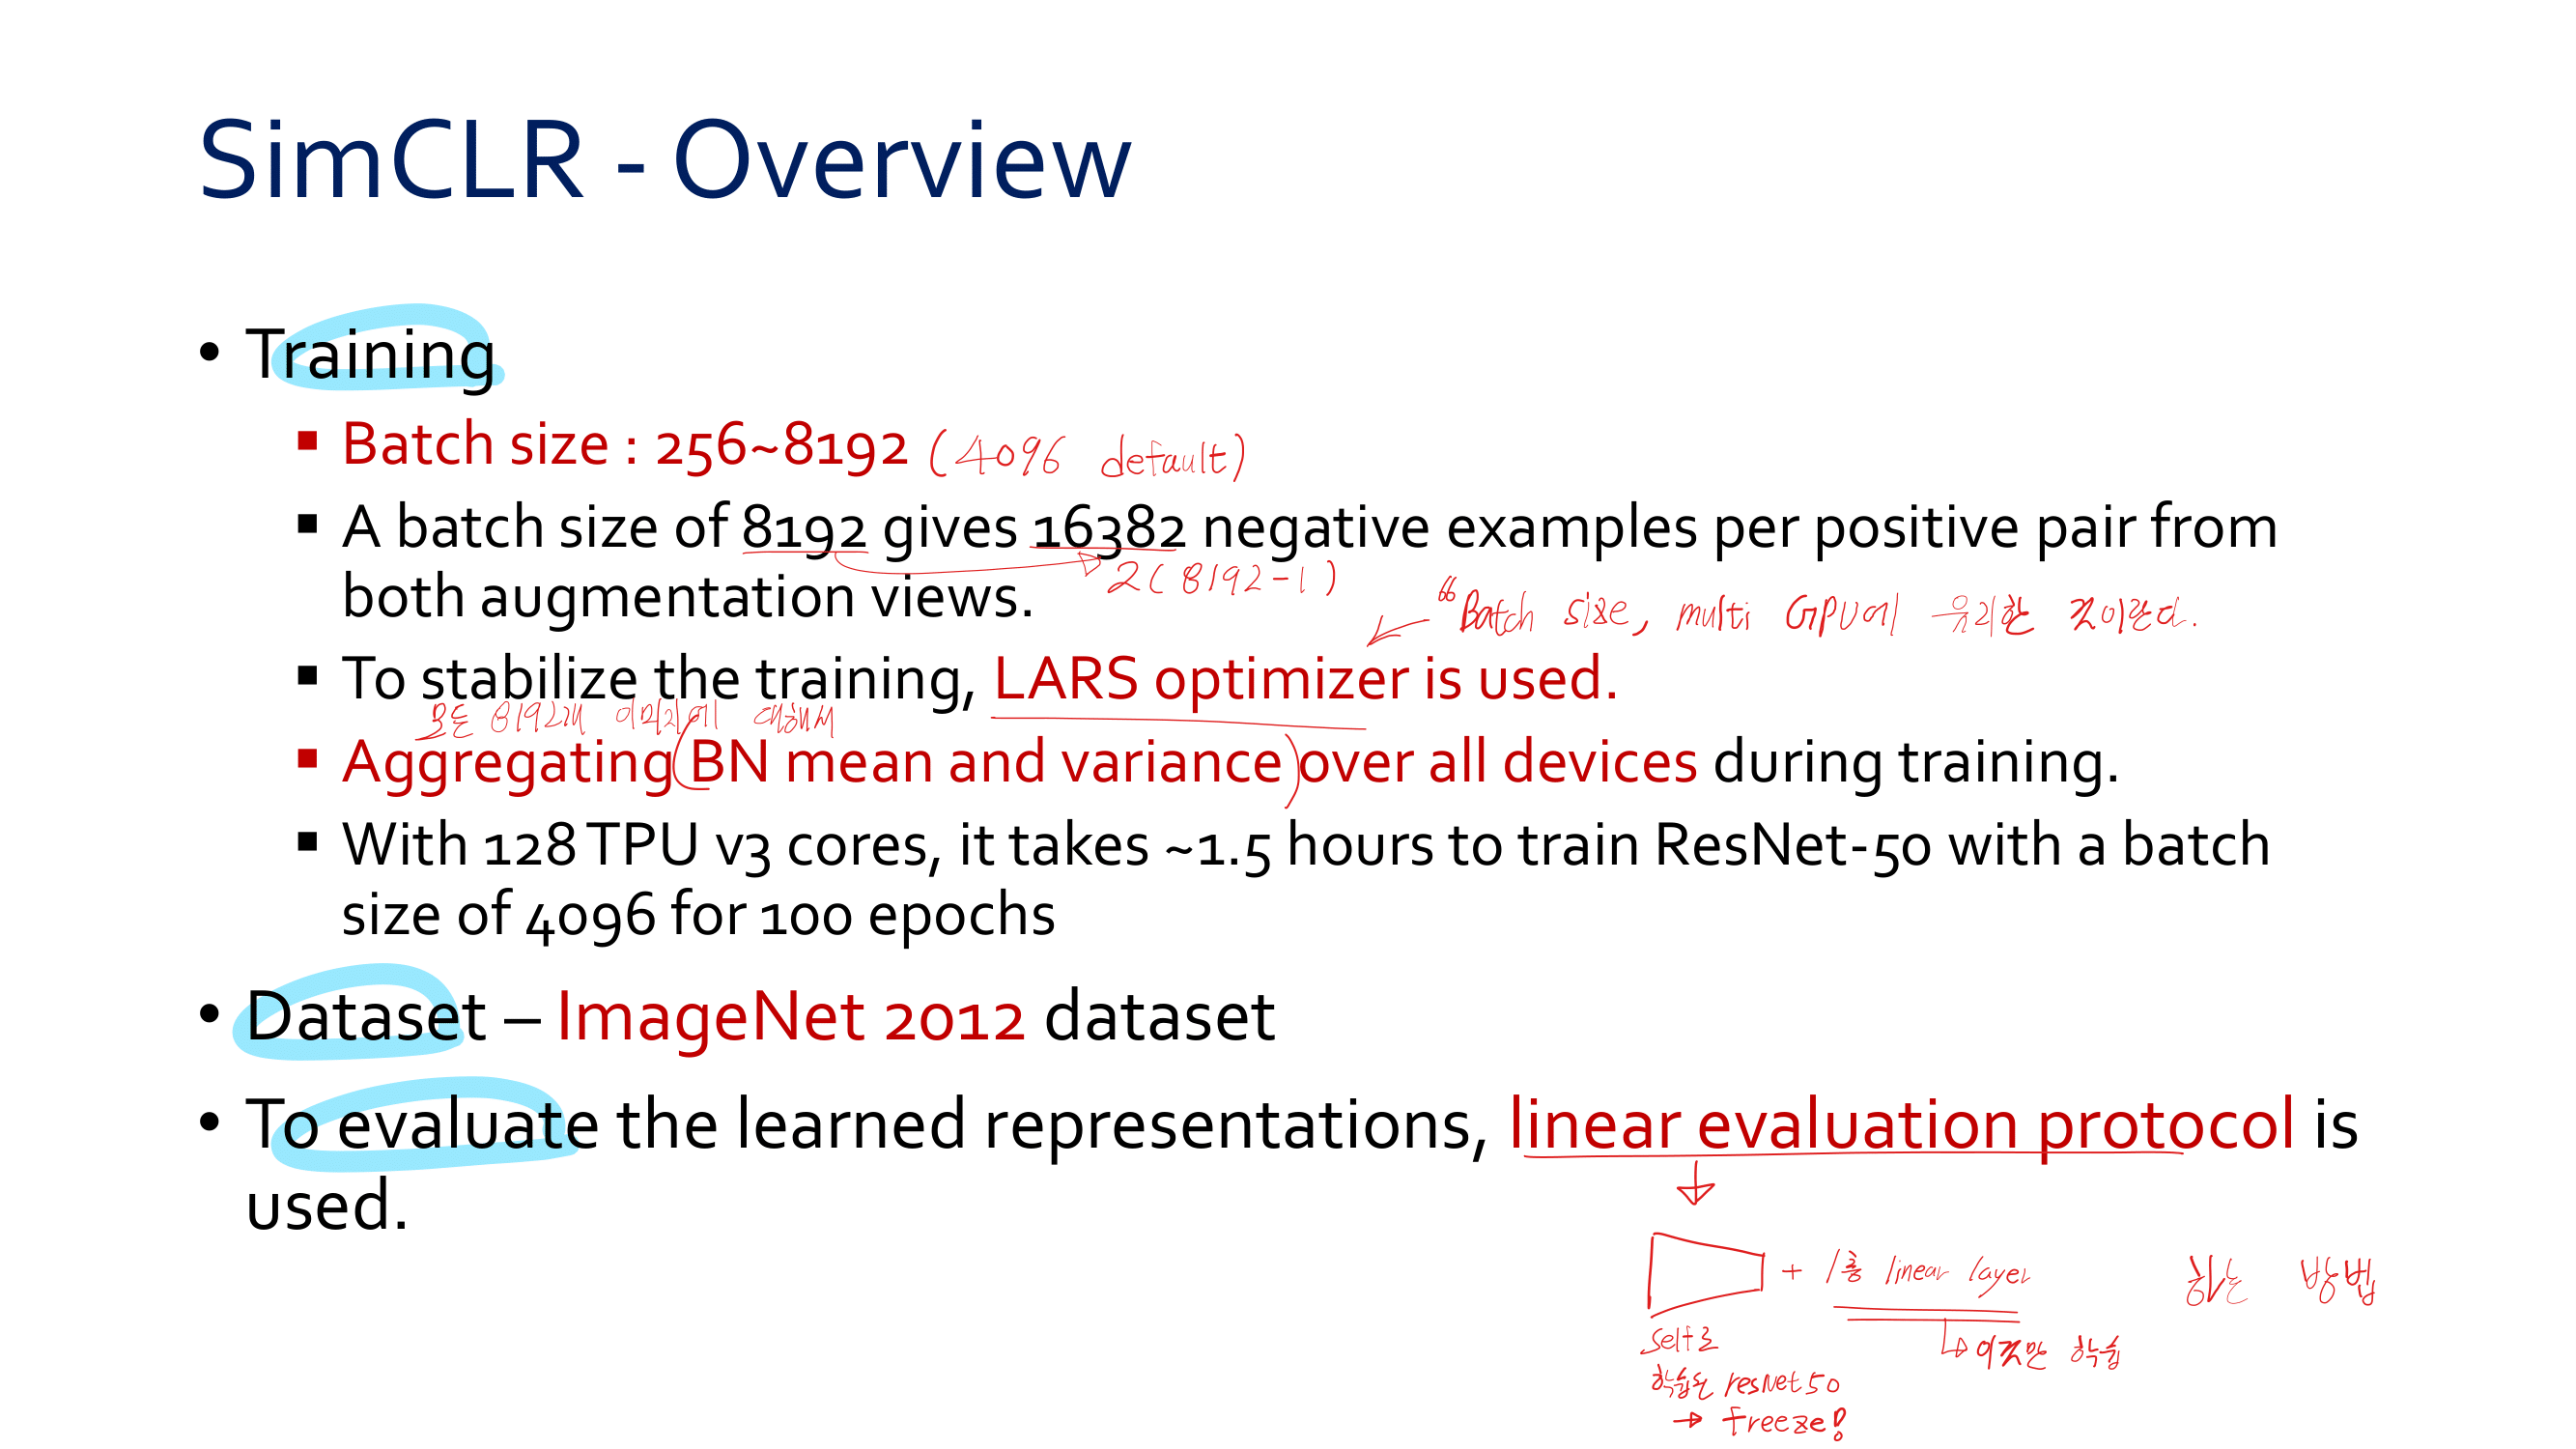 SimCLR - Overview
• Training
▪ Batch size : 256~8192 (4096 default)
▪ A batch size of 8192 gives 16382 negative examples per positive pair from
both augmentation views.
2(8192-1)
“Batch size, multi GPU에 유리한 것이란다.
▪ To stabilize the training, LARS optimizer is used.
모든 8192개 이미지에 대해서
▪ Aggregating (BN mean and variance) over all devices during training.
▪ With 128 TPU v3 cores, it takes ~1.5 hours to train ResNet-50 with a batch
size of 4096 for 100 epochs
• Dataset – ImageNet 2012 dataset
• To evaluate the learned representations, linear evaluation protocol is
used.
+ 1층 linear layer 하는 방법
self로
→ 이것만 학습
학습된 resNet50
→ freeze!